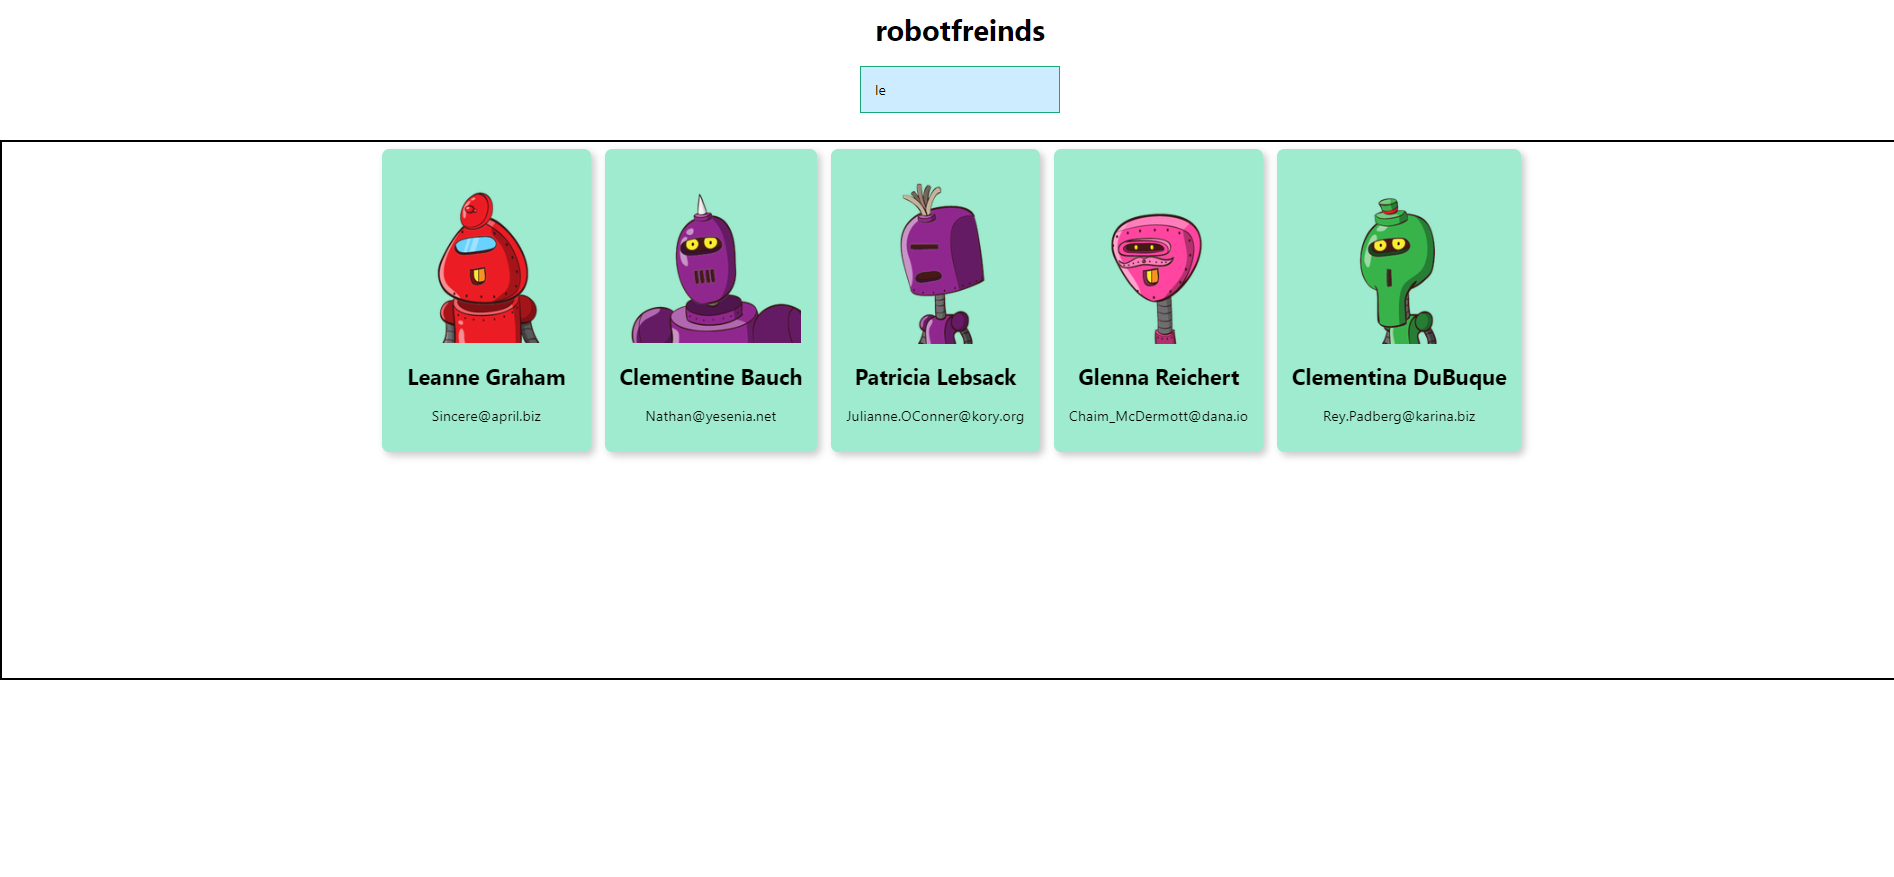 robotfreinds
le
Leanne Graham
Sincere@april.biz
Clementine Bauch
Nathan@yesenia.net
Patricia Lebsack
Julianne.OConner@kory.org
Glenna Reichert
Chaim_McDermott@dana.io
Clementina DuBuque
Rey.Padberg@karina.biz